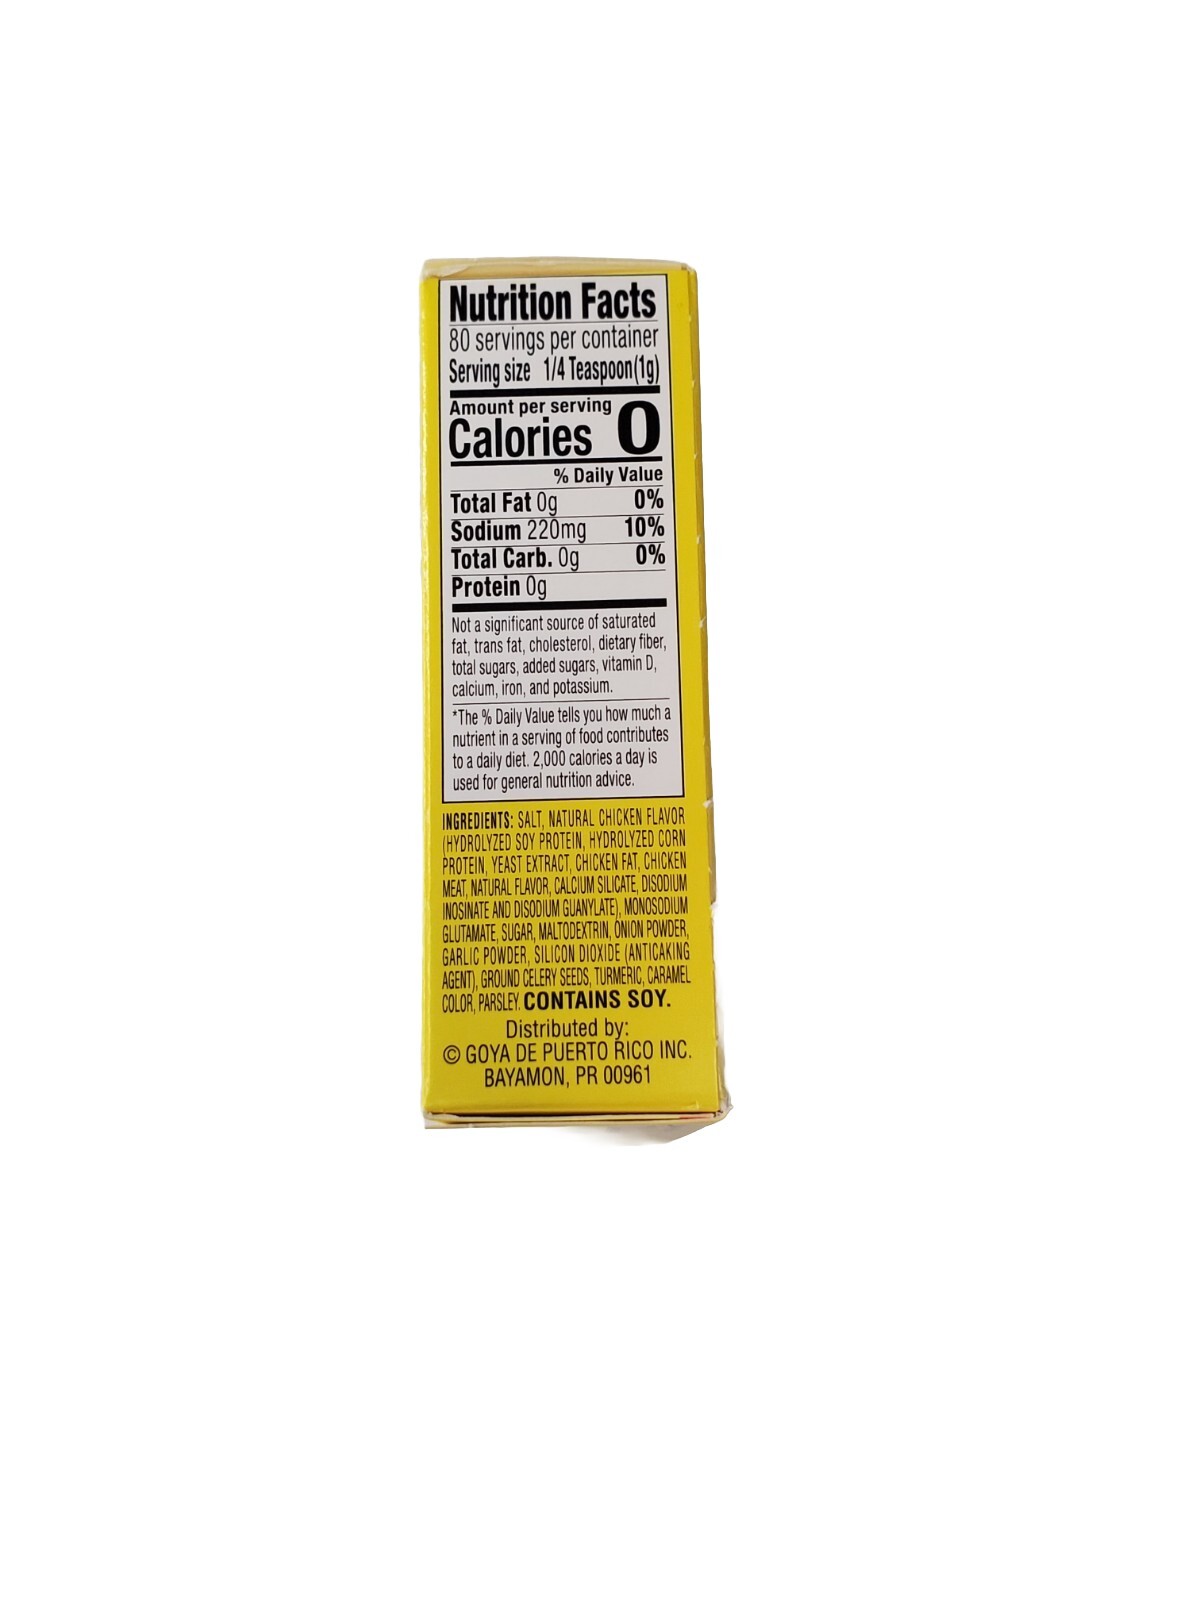 Nutrition Facts
80 servings per container
Serving size 1/4 Teaspoon(1g)
Amount per serving
Calories 0
% Daily Value
Total Fat 0g 0%
Sodium 220mg 10%
Total Carb. 0g 0%
Protein 0g
Not a significant source of saturated
fat, trans fat, cholesterol, dietary fiber,
total sugars, added sugars, vitamin D,
calcium, iron, and potassium.
*The % Daily Value tells you how much a
nutrient in a serving of food contributes
to a daily diet. 2,000 calories a day is
used for general nutrition advice.
INGREDIENTS: SALT, NATURAL CHICKEN FLAVOR
(HYDROLYZED SOY PROTEIN, HYDROLYZED CORN
PROTEIN, YEAST EXTRACT, CHICKEN FAT, CHICKEN
MEAT, NATURAL FLAVOR, CALCIUM SILICATE, DISODIUM
INOSINATE AND DISODIUM GUANYLATE), MONOSODIUM
GLUTAMATE, SUGAR, MALTODEXTRIN, ONION POWDER,
GARLIC POWDER, SILICON DIOXIDE (ANTICAKING
AGENT), GROUND CELERY SEEDS, TURMERIC, CARAMEL
COLOR, PARSLEY. CONTAINS SOY.
Distributed by:
© GOYA DE PUERTO RICO INC.
BAYAMON, PR 00961